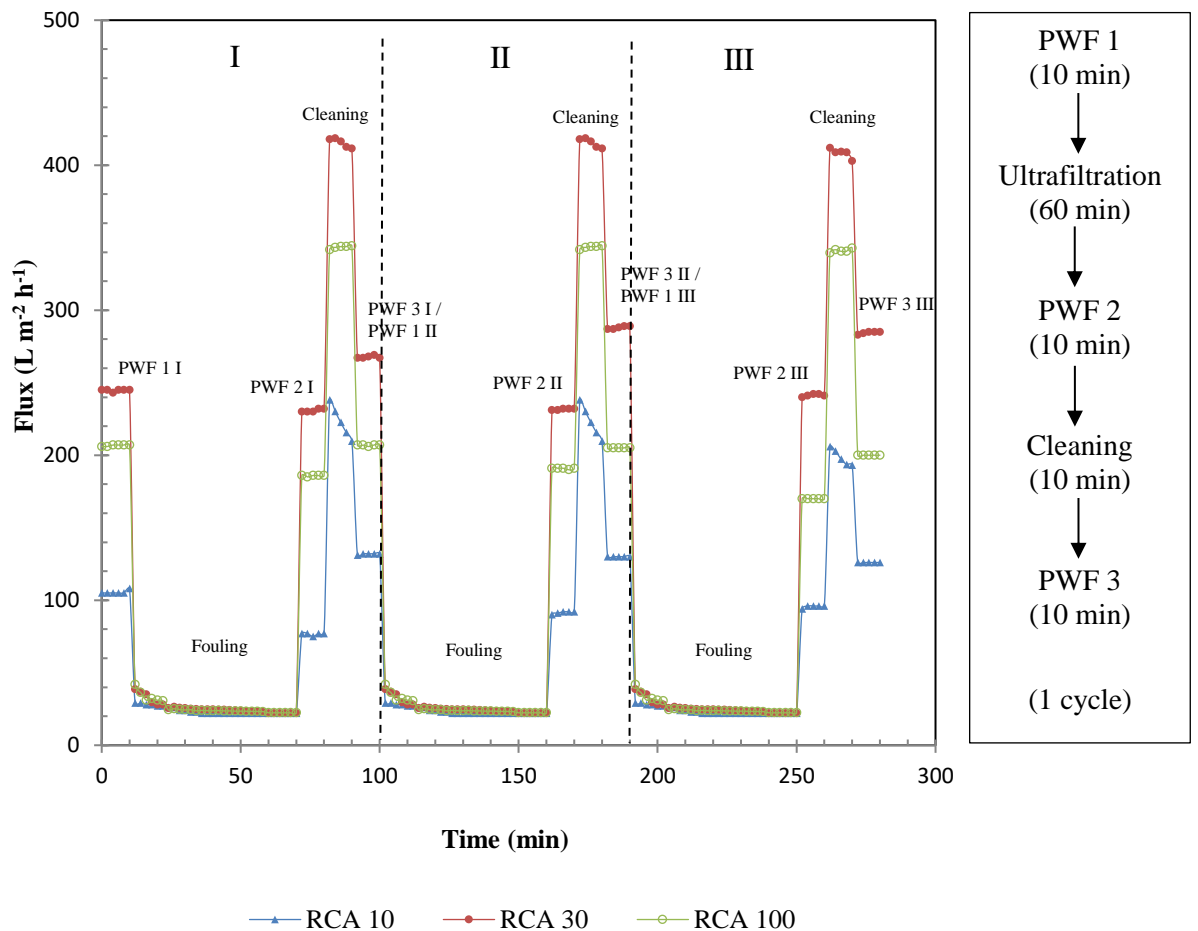 500
400
300
200
100
0
Flux (L m-2 h-1)
I
II
III
Cleaning
Cleaning
Cleaning
PWF 1 I
PWF 2 I
PWF 3 I /
PWF 1 II
PWF 2 II
PWF 3 II /
PWF 1 III
PWF 2 III
PWF 3 III
Fouling
Fouling
Fouling
0
50
100
150
200
250
300
Time (min)
RCA 10
RCA 30
RCA 100
PWF 1
(10 min)
Ultrafiltration
(60 min)
PWF 2
(10 min)
Cleaning
(10 min)
PWF 3
(10 min)
(1 cycle)